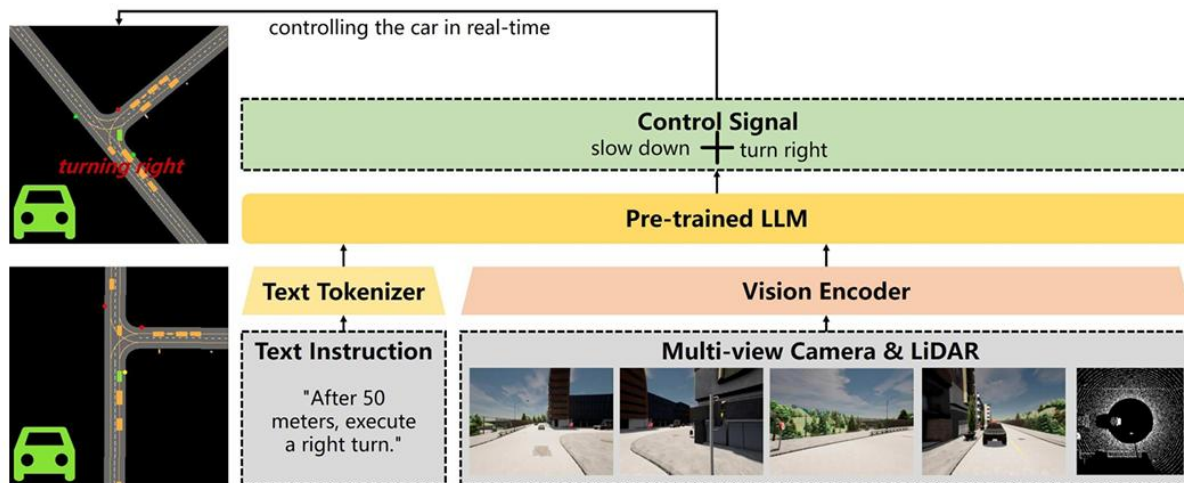 controlling the car in real-time
Control Signal
slow down
turn right
turning right
Pre-trained LLM
Text Tokenizer
Vision Encoder
Text Instruction
Multi-view Camera & LiDAR
"After 50
meters, execute
a right turn."